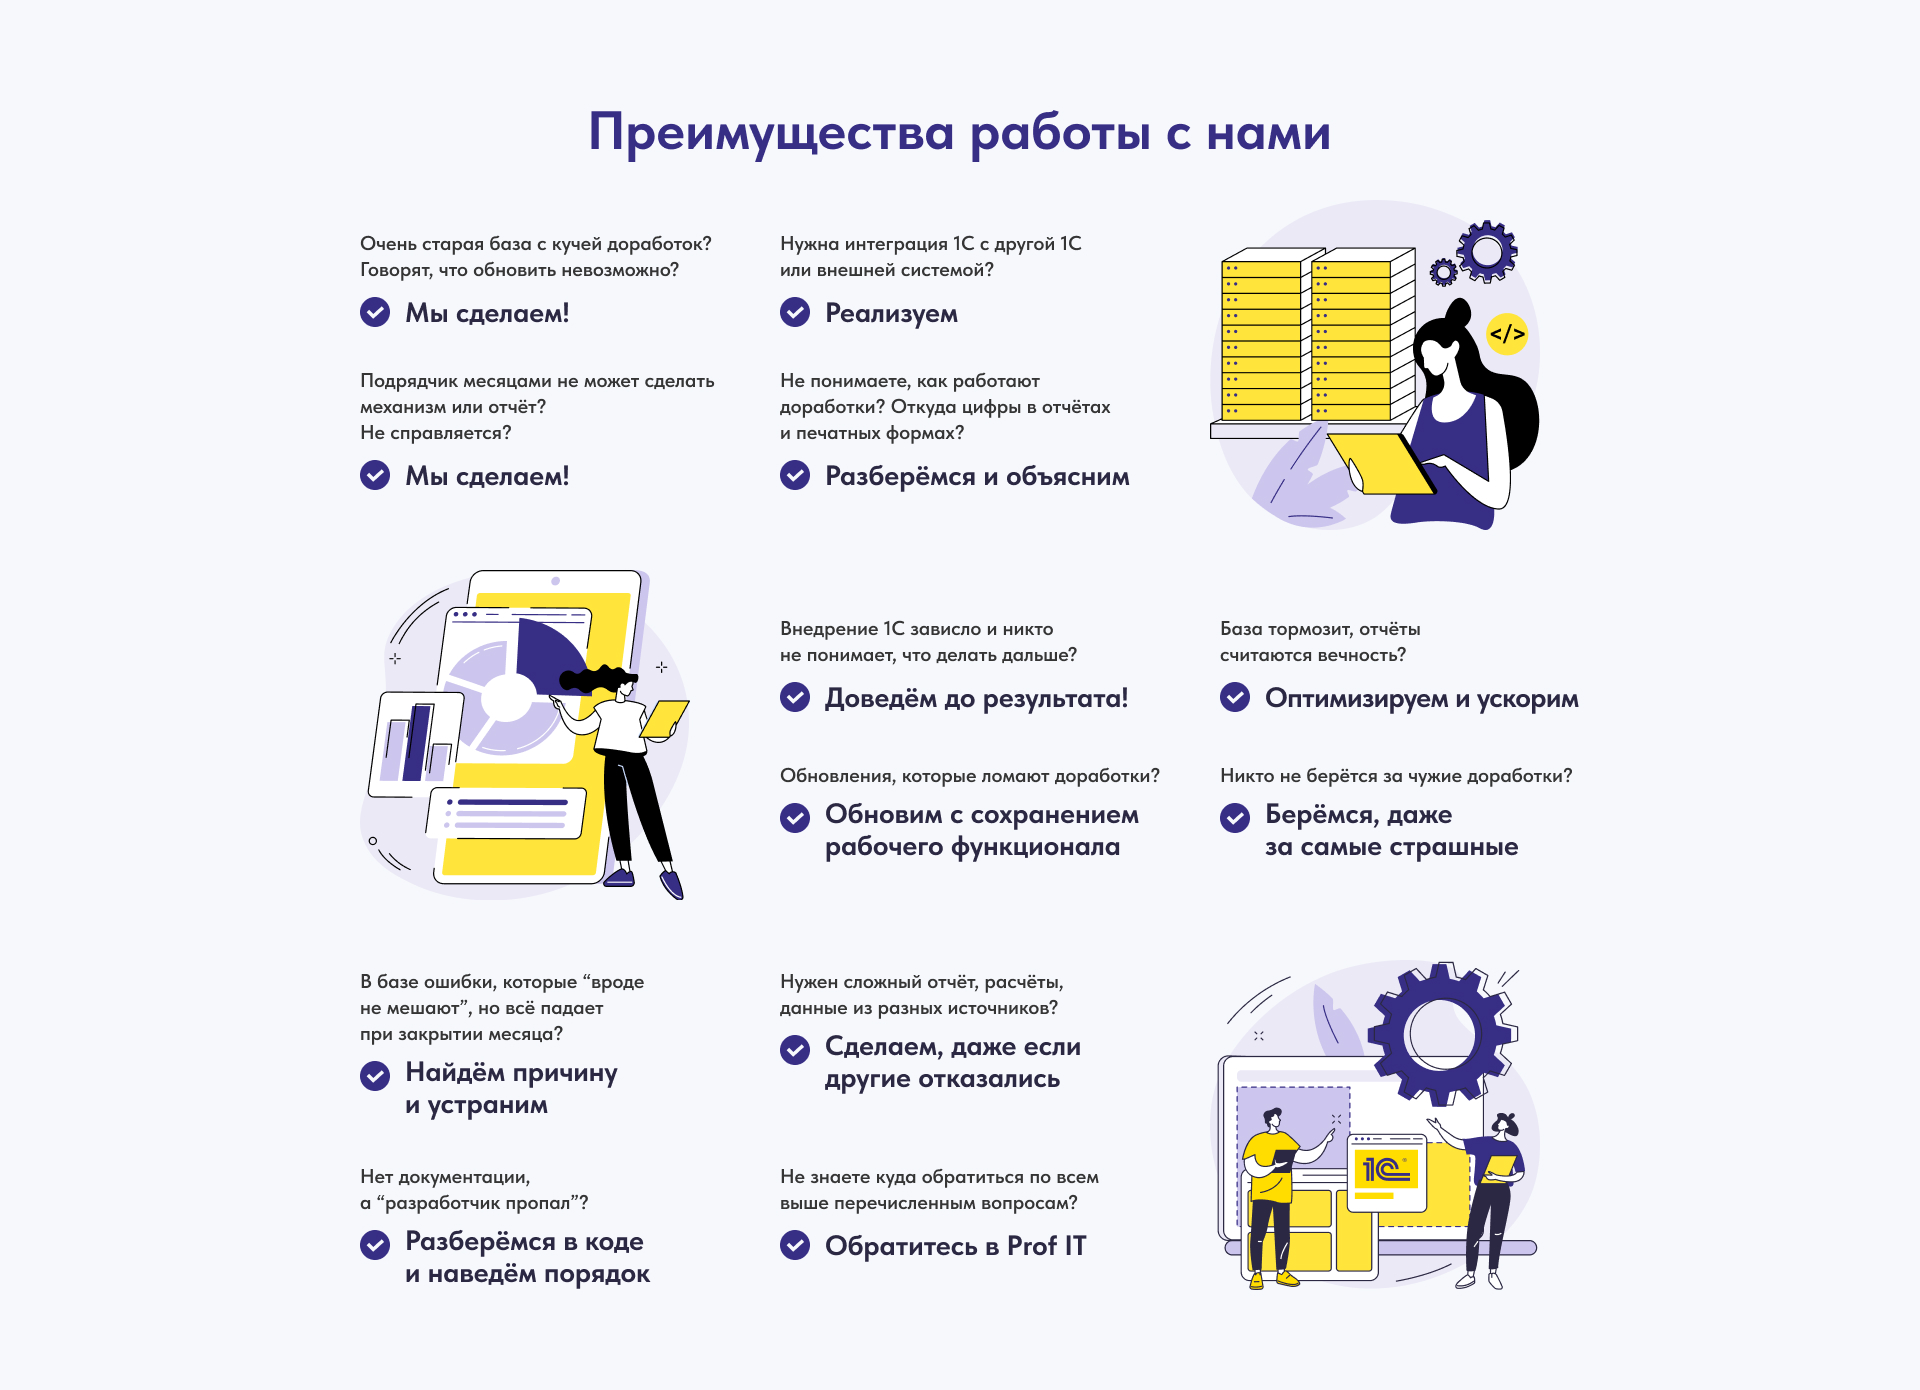 Преимущества работы с нами
Очень старая база с кучей доработок?
Говорят, что обновить невозможно?
Мы сделаем!
Нужна интеграция 1С с другой 1С
или внешней системой?
Реализуем
</>
Подрядчик месяцами не может сделать
механизм или отчёт?
Не справляется?
Мы сделаем!
Не понимаете, как работают
доработки? Откуда цифры в отчётах
и печатных формах?
Разберёмся и объясним
Внедрение 1С зависло и никто
не понимает, что делать дальше?
Доведём до результата!
База тормозит, отчёты
считаются вечность?
Оптимизируем и ускорим
Обновления, которые ломают доработки?
Обновим с сохранением
рабочего функционала
Никто не берётся за чужие доработки?
Берёмся, даже
за самые страшные
В базе ошибки, которые “вроде
не мешают”, но всё падает
при закрытии месяца?
Найдём причину
и устраним
Нужен сложный отчёт, расчёты,
данные из разных источников?
Сделаем, даже если
другие отказались
Нет документации,
а “разработчик пропал”?
Разберёмся в коде
и наведём порядок
Не знаете куда обратиться по всем
выше перечисленным вопросам?
Обратитесь в Prof IT
1С®